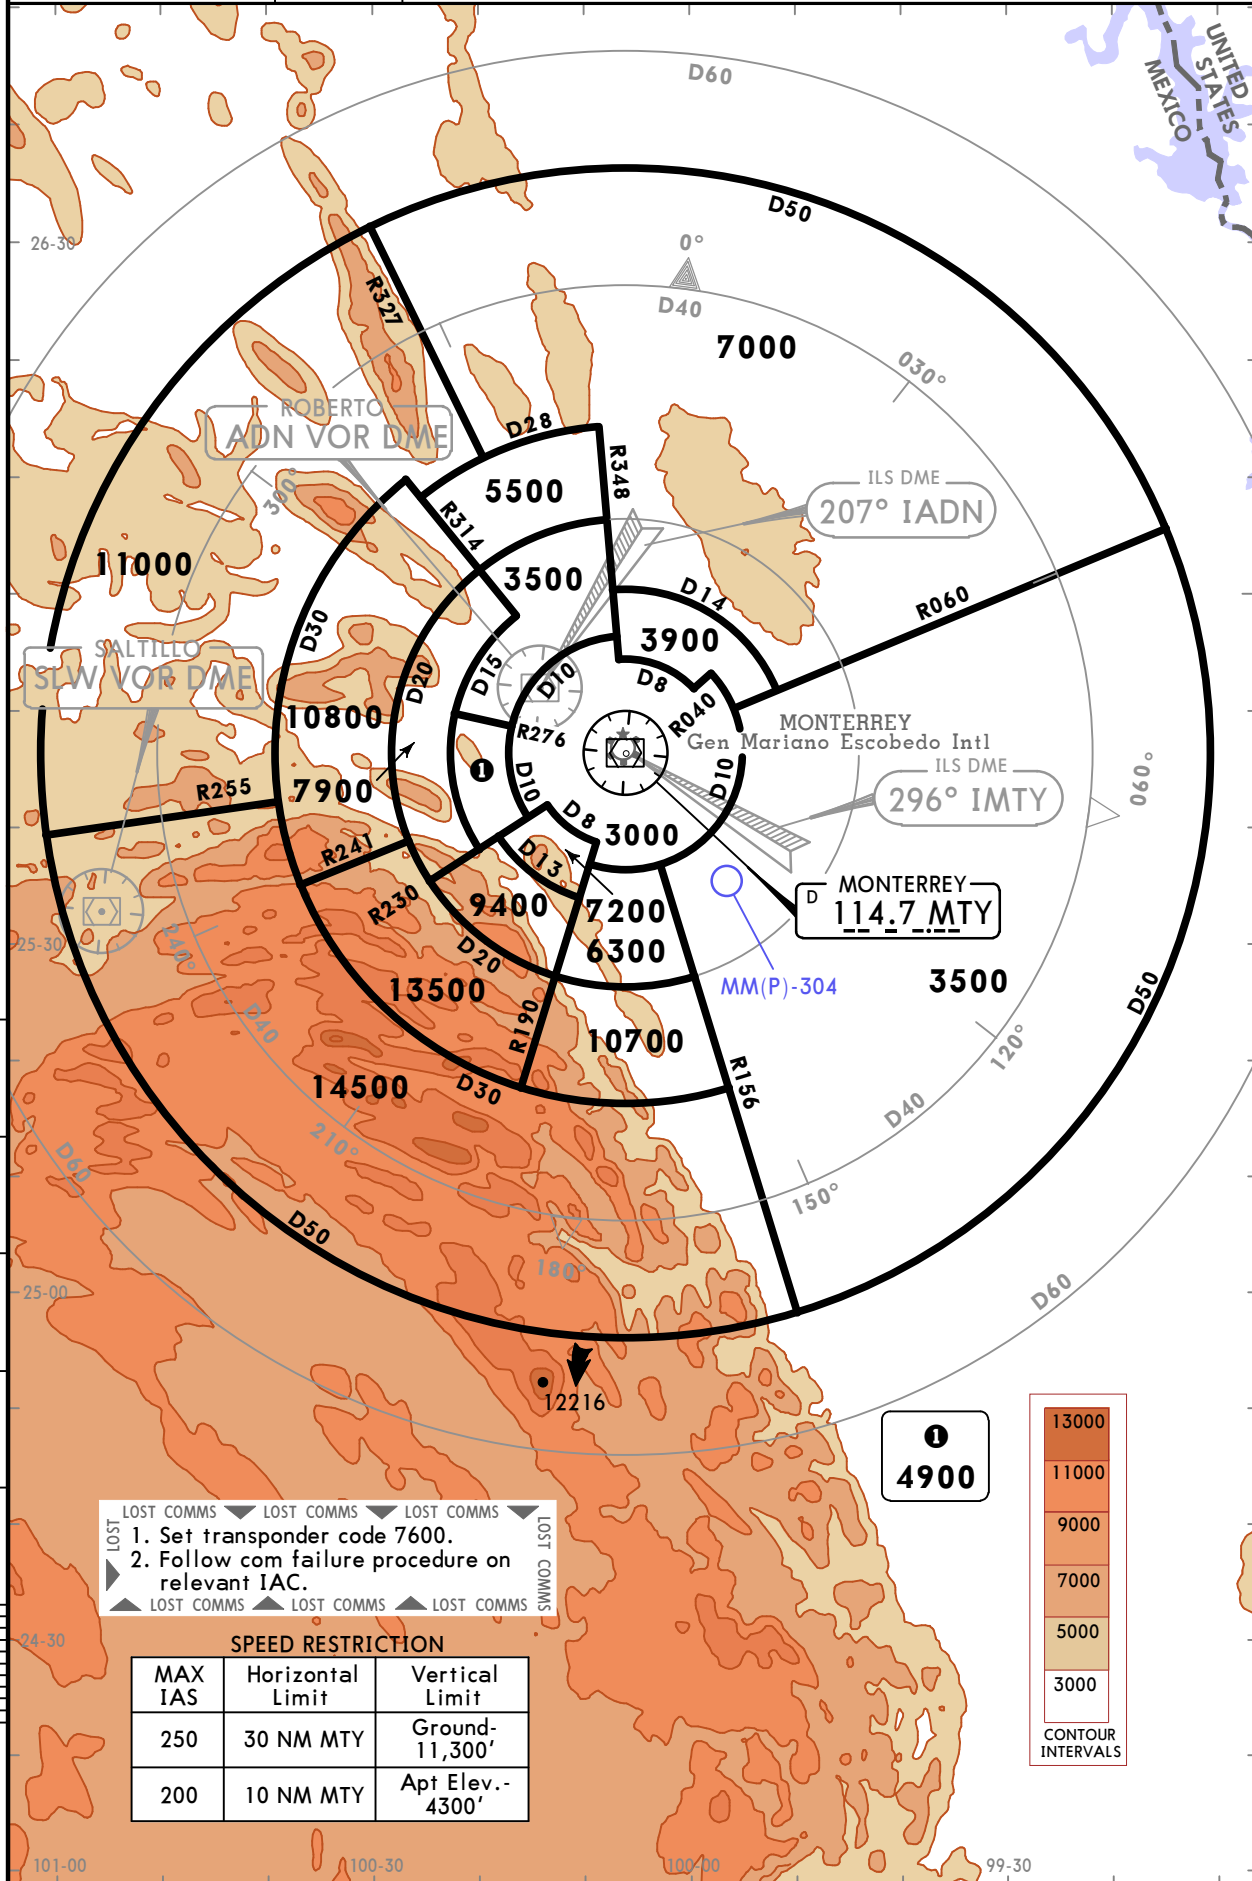 D60
UNITED
STATES
MEXICO
D50
26-30
0°
R327
D40
7000
030°
ROBERTO
ADN VOR DME
D28
R348
300°
5500
ILS DME
207° IADN
R314
11000
3500
D14
R060
D30
3900
SALTILLO
SLW VOR DME
D15
D10
D8
D20
10800
R040
MONTERREY
Gen Mariano Escobedo Intl
R276
ILS DME
296° IMTY
060°
❶
R255
7900
D10
D10
D8
3000
R241
D13
MONTERREY
D
114.7 MTY
R230
9400
7200
6300
25-30
240°
D20
MM(P)-304
3500
13500
D50
D40
R190
10700
120°
14500
D30
R156
D40
210°
D60
150°
D50
180°
25-00
D60
12216
❶
4900
13000
11000
9000
7000
5000
3000
CONTOUR
INTERVALS
LOST COMMS LOST COMMS LOST COMMS
LOST
1. Set transponder code 7600.
2. Follow com failure procedure on
relevant IAC.
LOST COMMS
LOST COMMS LOST COMMS LOST COMMS
24-30
SPEED RESTRICTION
MAX IAS Horizontal Limit Vertical Limit
250 30 NM MTY Ground-11,300'
200 10 NM MTY Apt Elev.-4300'
101-00
100-30
100-00
99-30